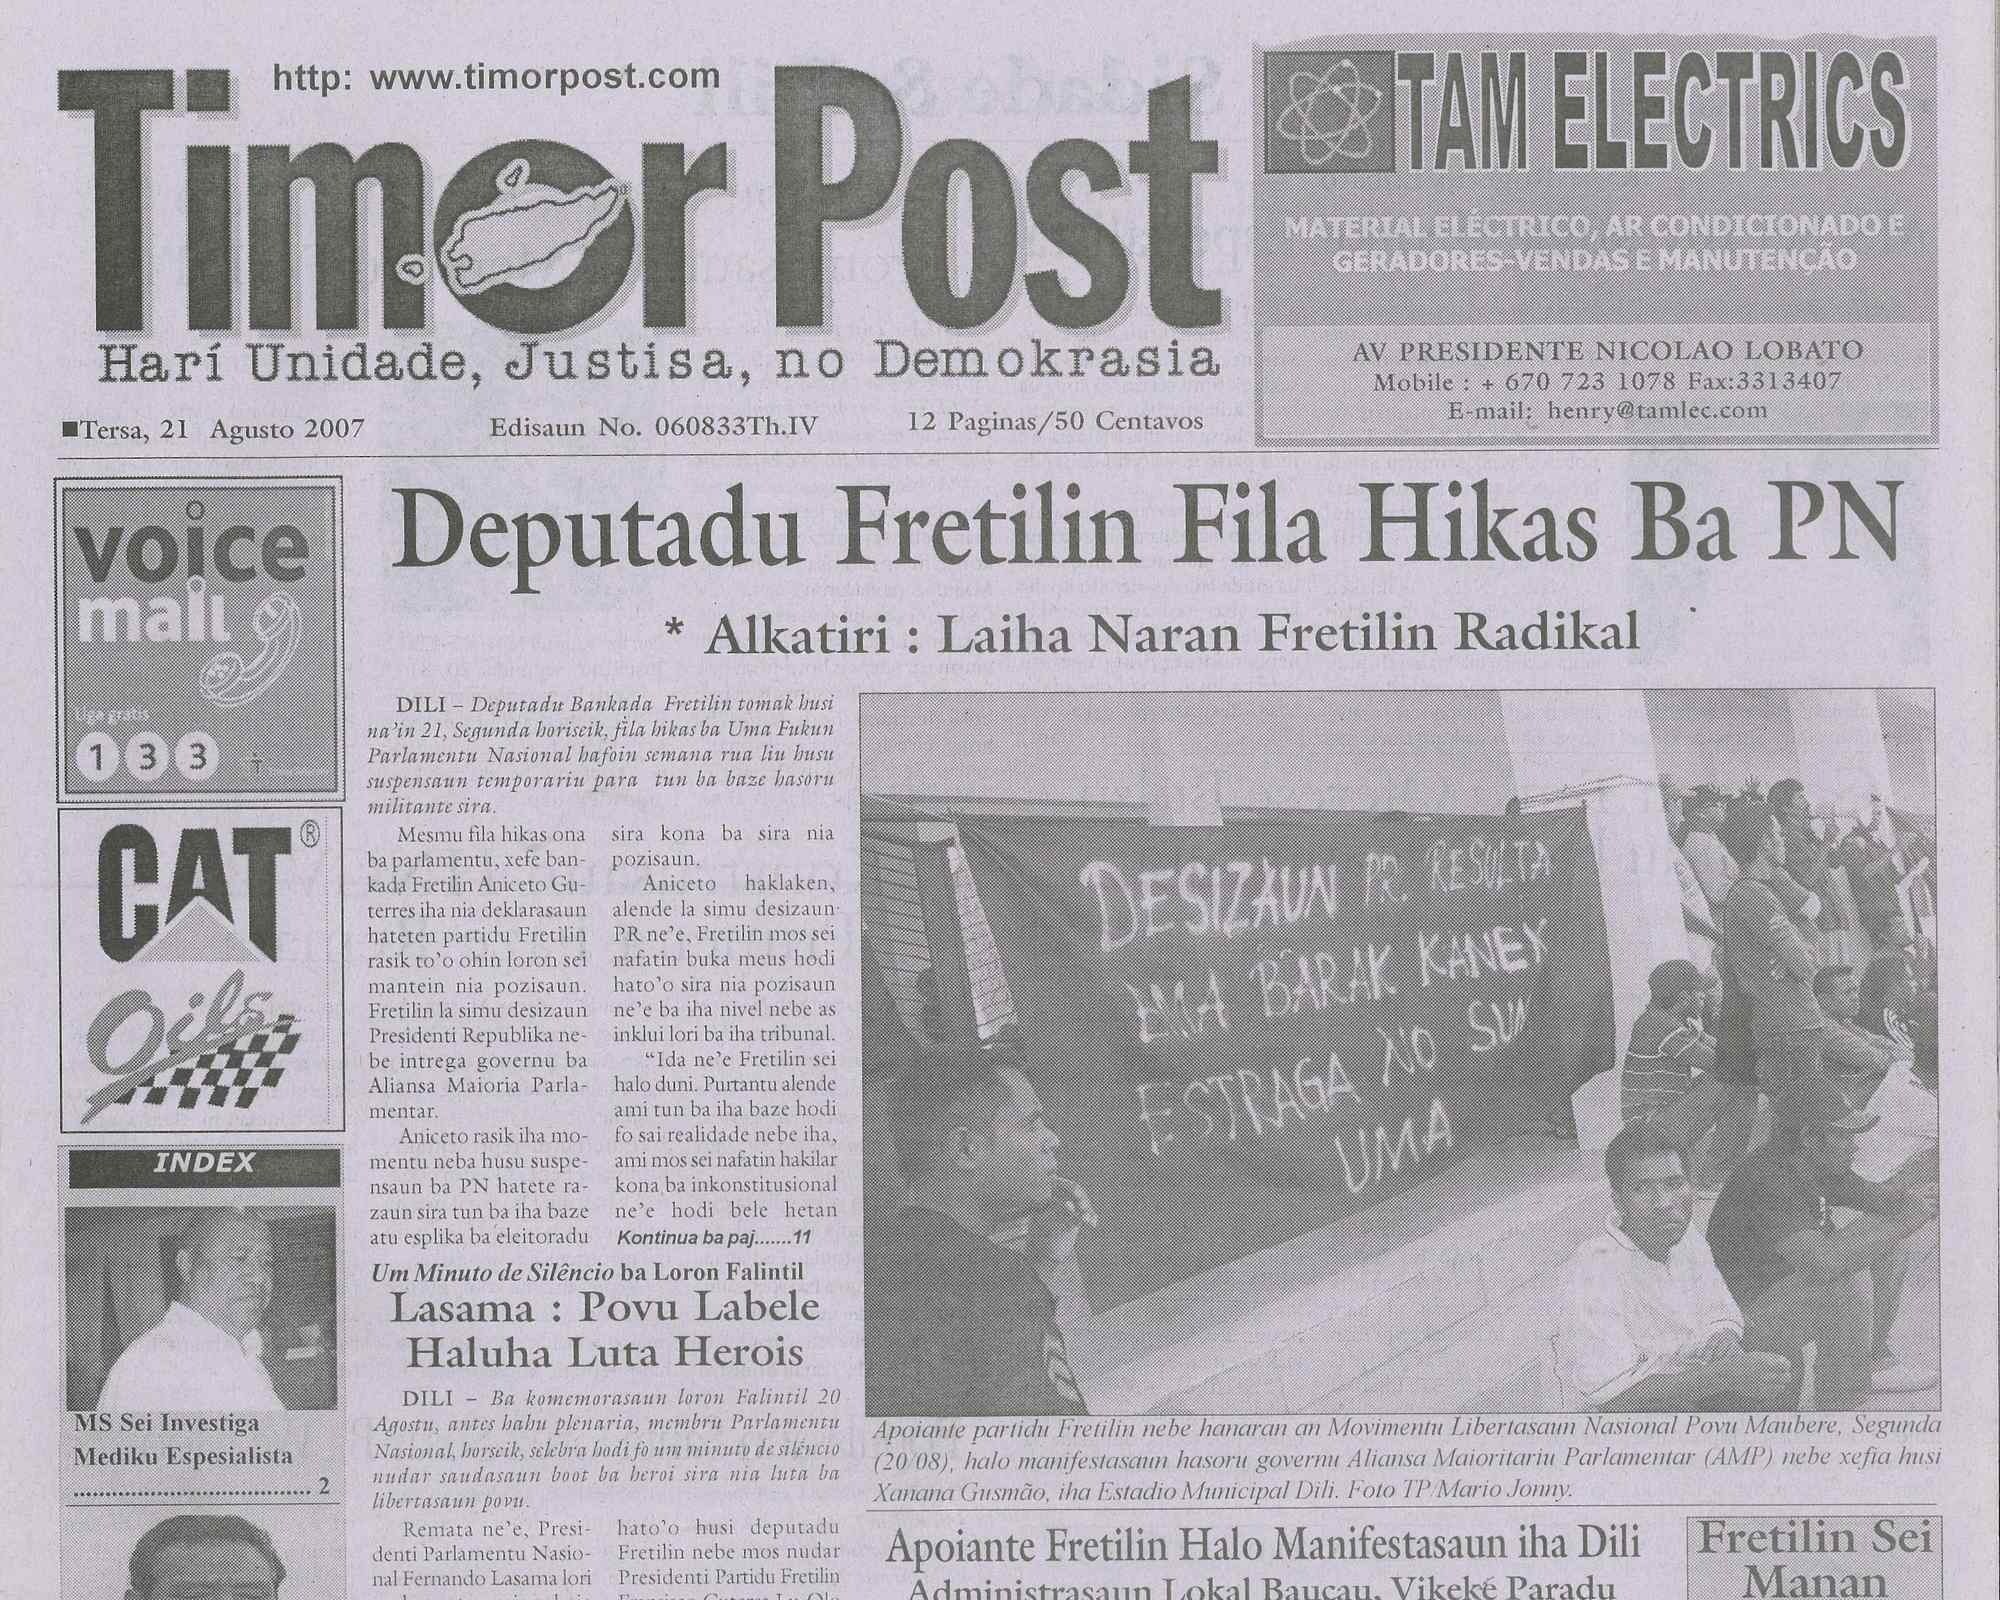 http: www.timorpost.com
Timor Post
Harí Unidade, Justisa, no Demokrasia
■Tersa, 21 Agusto 2007
Edisaun No. 060833Th.IV
12 Paginas/50 Centavos
TAM ELECTRICS
MATERIAL ELÉCTRICO, AR CONDICIONADO E
GERADORES-VENDAS E MANUTENÇÃO
AV PRESIDENTE NICOLAO LOBATO
Mobile : + 670 723 1078 Fax:3313407
E-mail: henry@tamlec.com
voice
mail
Liga gratis
1 3 3
CAT®
Oils
INDEX
MS Sei Investiga
Mediku Espesialista
2
Deputadu Fretilin Fila Hikas Ba PN
* Alkatiri : Laiha Naran Fretilin Radikal
DILI – Deputadu Bankada Fretilin tomak husi
na'in 21, Segunda horiseik, fila hikas ba Uma Fukun
Parlamentu Nasional hafoin semana rua liu husu
suspensaun temporariu para tun ba baze hasoru
militante sira.
Mesmu fila hikas ona
ba parlamentu, xefe ban-
kada Fretilin Aniceto Gu-
terres iha nia deklarasaun
hateten partidu Fretilin
rasik to'o ohin loron sei
mantein nia pozisaun.
Fretilin la simu desizaun
Presidenti Republika ne-
be intrega governu ba
Aliansa Maioria Parla-
mentar.
Aniceto rasik iha mo-
mentu neba husu suspe-
nsaun ba PN hatete ra-
zaun sira tun ba iha baze
atu esplika ba eleitoradu
sira kona ba sira nia
pozisaun.
Aniceto haklaken,
alende la simu desizaun
PR ne'e, Fretilin mos sei
nafatin buka meus hodi
hato'o sira nia pozisaun
ne'e ba iha nivel nebe as
inklui lori ba iha tribunal.
"Ida ne'e Fretilin sei
halo duni. Purtantu alende
ami tun ba iha baze hodi
fo sai realidade nebe iha,
ami mos sei nafatin hakilar
kona ba inkonstitusional
ne'e hodi bele hetan
Kontinua ba paj.......11
DESIZAUN PR RESULTA
EMA BARAK KANEK
ESTRAGA NO SUN
UMA
Apoiante partidu Fretilin nebe hanaran an Movimentu Libertasaun Nasional Povu Maubere, Segunda
(20/08), halo manifestasaun hasoru governu Aliansa Maioritariu Parlamentar (AMP) nebe xefia husi
Xanana Gusmão, iha Estadio Municipal Dili. Foto TP/Mario Jonny.
Um Minuto de Silêncio ba Loron Falintil
Lasama : Povu Labele
Haluha Luta Herois
DILI – Ba komemorasaun loron Falintil 20
Agostu, antes hahu plenaria, membru Parlamentu
Nasional, horseik, selebra hodi fo um minuto de silêncio
nudar saudasaun boot ba heroi sira nia luta ba
libertasaun povu.
Remata ne'e, Presi-
denti Parlamentu Nasio-
nal Fernando Lasama lori
hato'o husi deputadu
Fretilin nebe mos nudar
Presidenti Partidu Fretilin
Apoiante Fretilin Halo Manifestasaun iha Dili
Administrasaun Lokal Baucau, Vikeke Paradu
Fretilin Sei
Manan